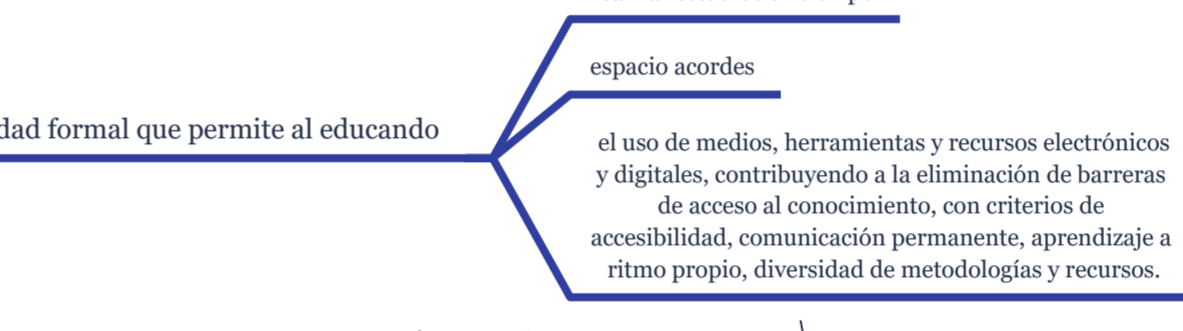 espacio acordes
dad formal que permite al educando
el uso de medios, herramientas y recursos electrónicos
y digitales, contribuyendo a la eliminación de barreras
de acceso al conocimiento, con criterios de
accesibilidad, comunicación permanente, aprendizaje a
ritmo propio, diversidad de metodologías y recursos.